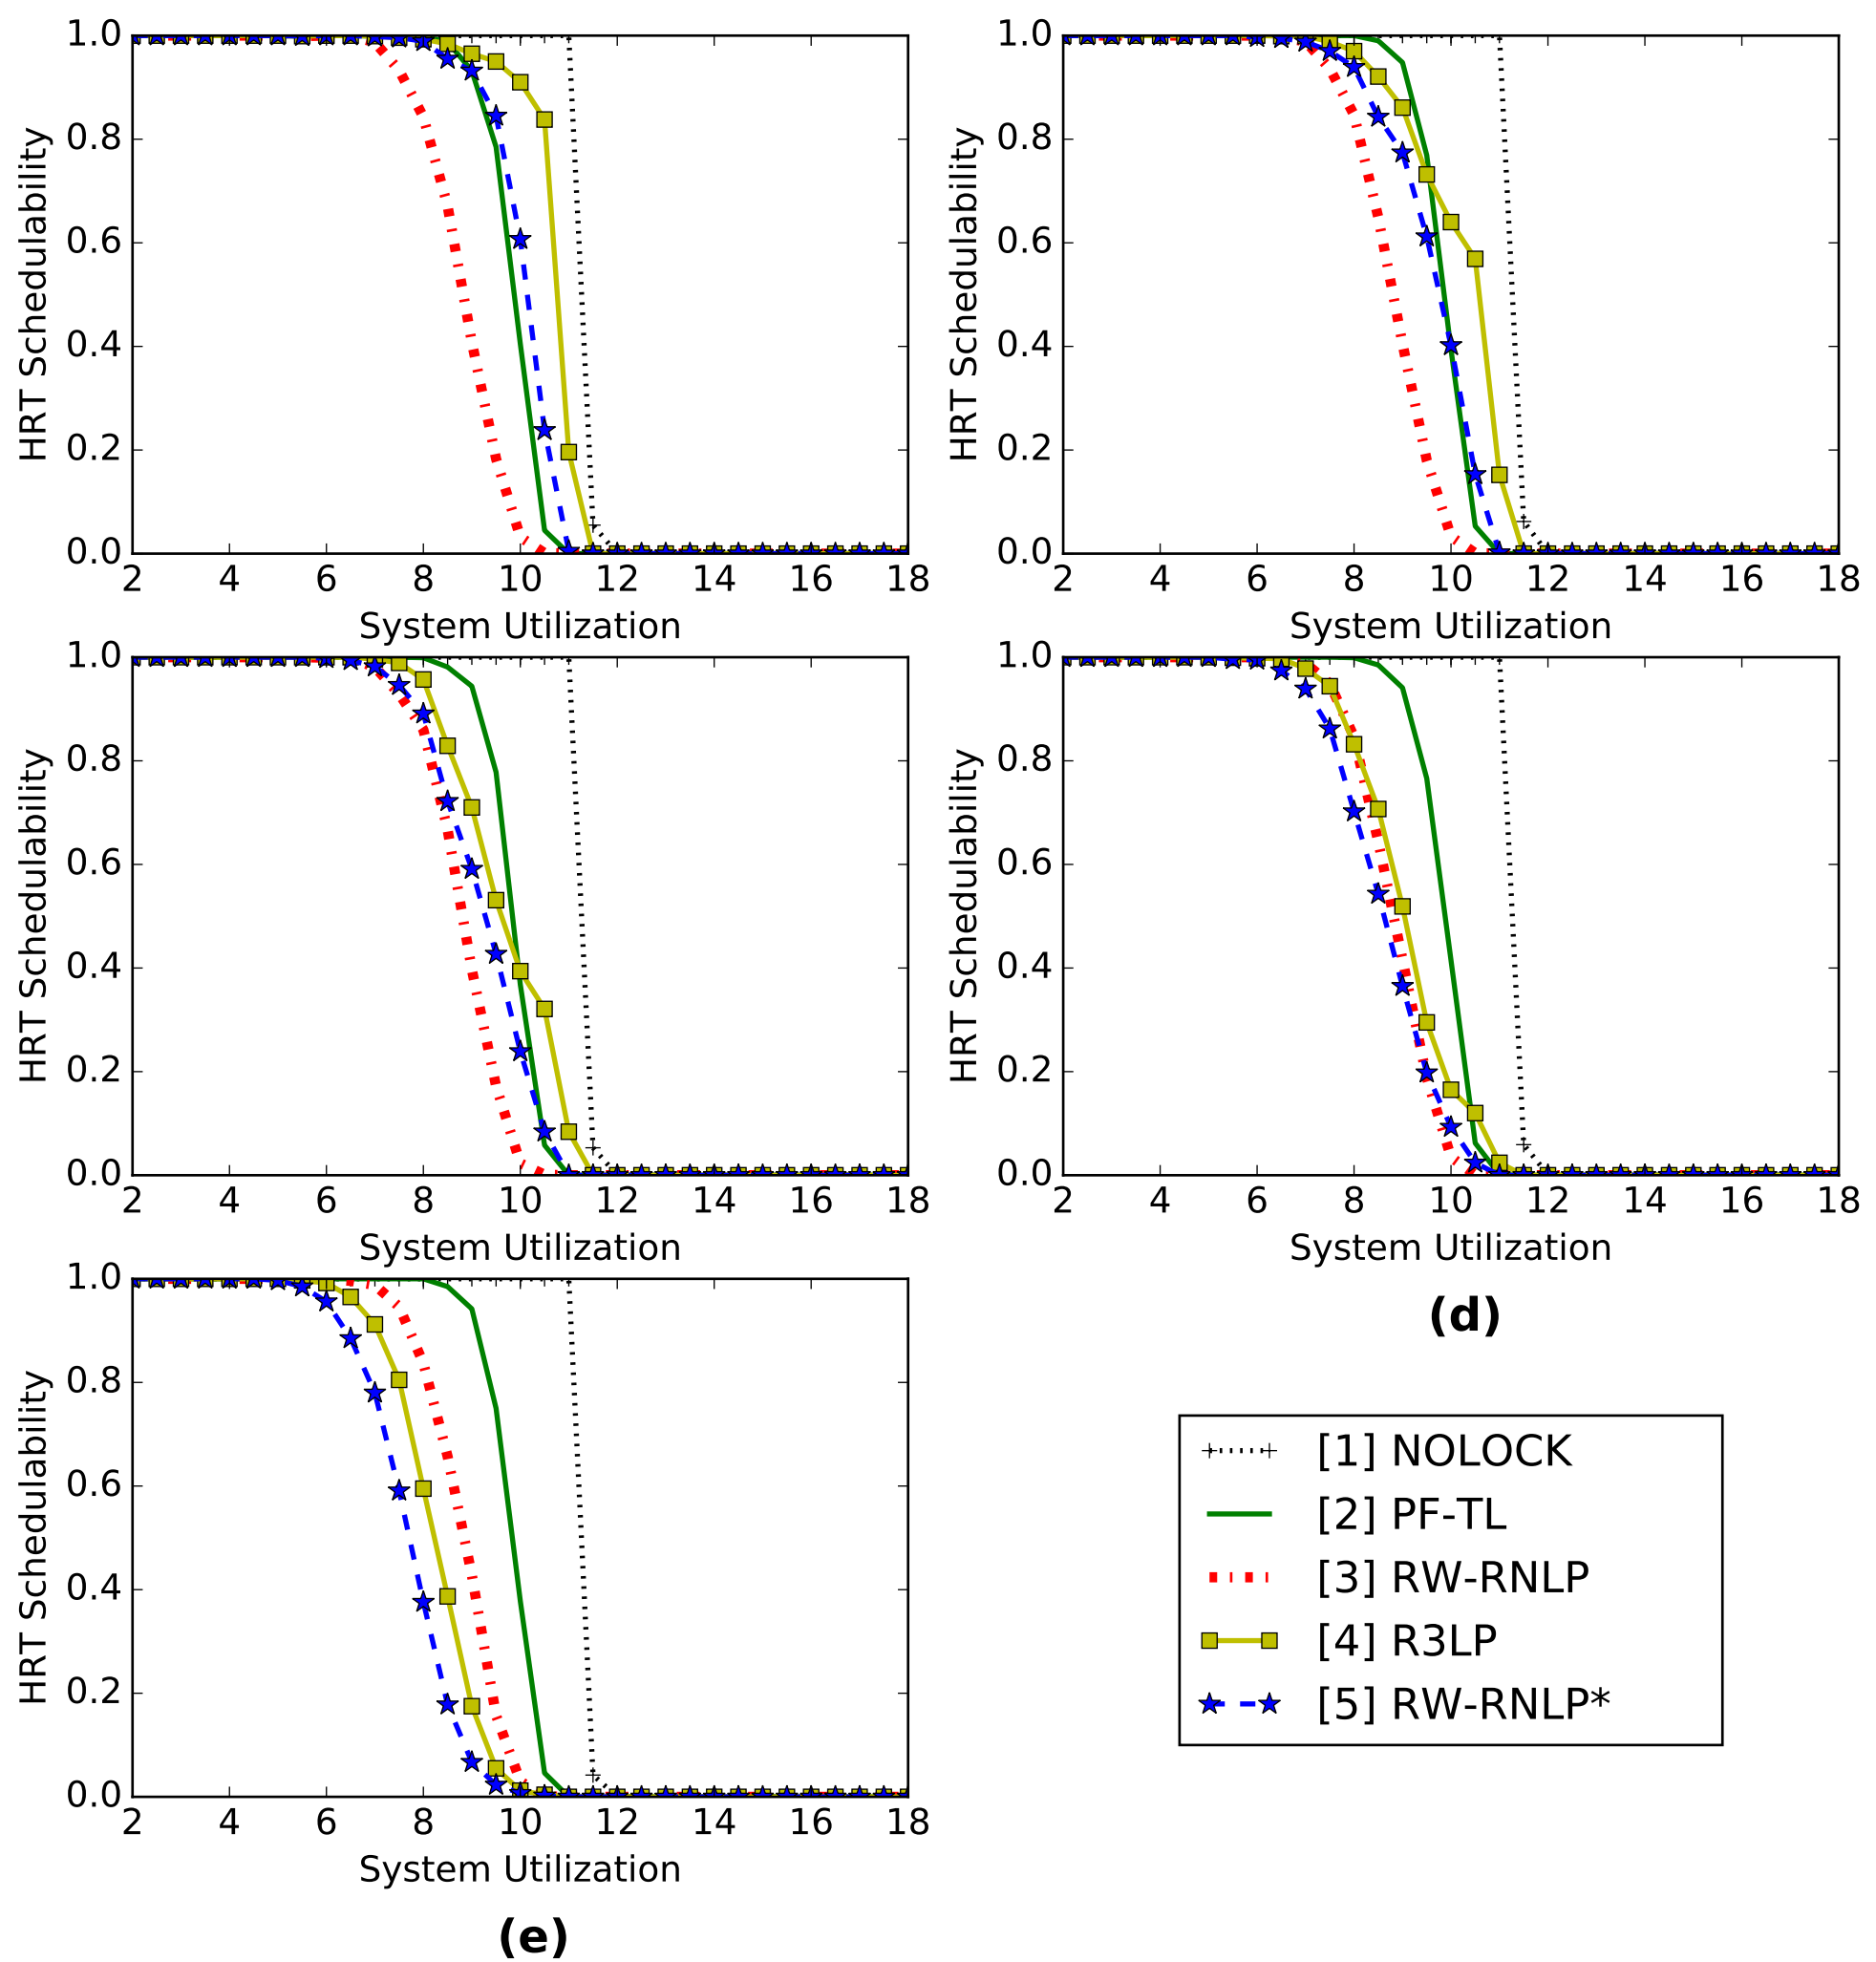 1.0
0.8
0.6
0.4
0.2
0.0
HRT Schedulability
2 4 6 8 10 12 14 16 18
System Utilization
1.0
0.8
0.6
0.4
0.2
0.0
HRT Schedulability
2 4 6 8 10 12 14 16 18
System Utilization
1.0
0.8
0.6
0.4
0.2
0.0
HRT Schedulability
2 4 6 8 10 12 14 16 18
System Utilization
1.0
0.8
0.6
0.4
0.2
0.0
HRT Schedulability
2 4 6 8 10 12 14 16 18
System Utilization
(d)
1.0
0.8
0.6
0.4
0.2
0.0
HRT Schedulability
2 4 6 8 10 12 14 16 18
System Utilization
(e)
[1] NOLOCK
[2] PF-TL
[3] RW-RNLP
[4] R3LP
[5] RW-RNLP*